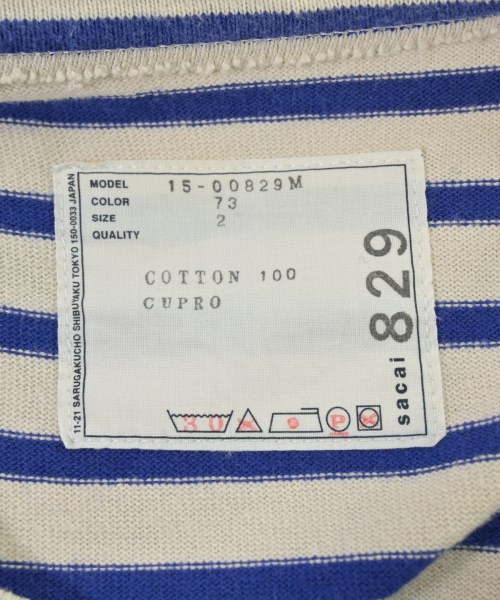 MODEL 15-00829M
COLOR 73
SIZE 2
QUALITY
COTTON 100
CUPRO
30 P
11-21 SARUGAKUCHO SHIBUYAKU TOKYO 150-0033 JAPAN
sacai 829